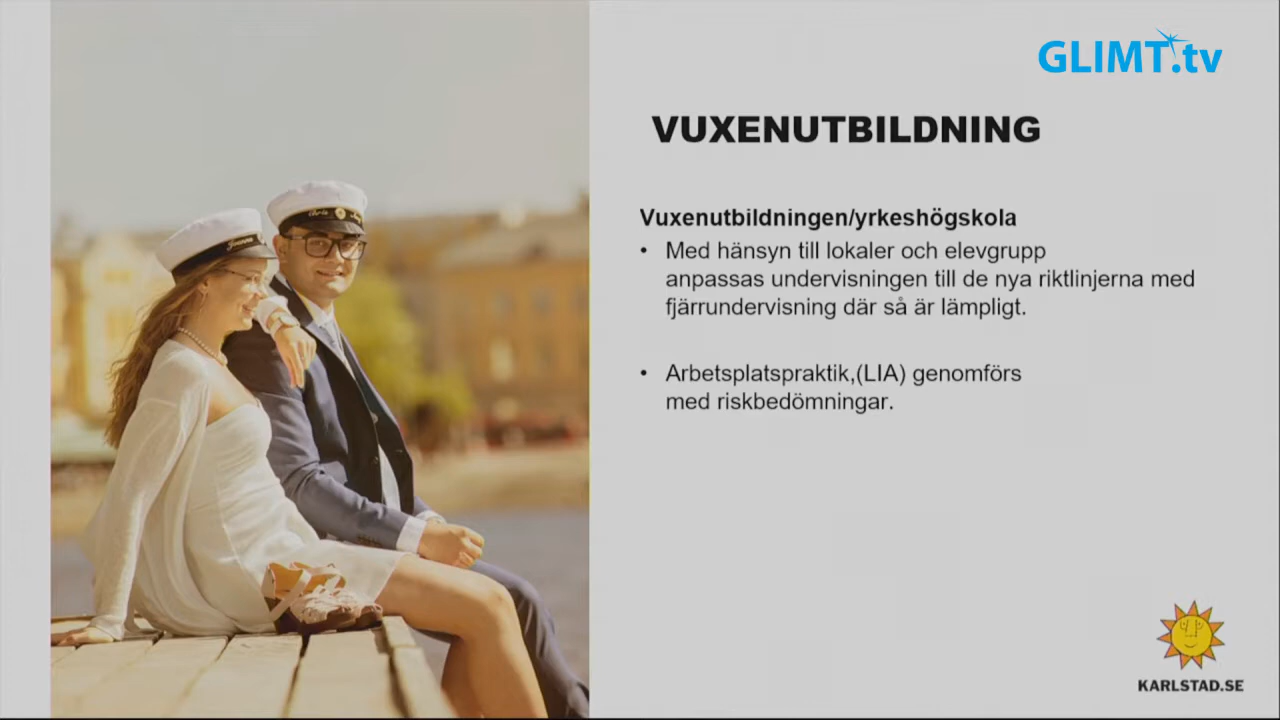 GLIMT.tv
VUXENUTBILDNING
Vuxenutbildningen/yrkeshögskola
• Med hänsyn till lokaler och elevgrupp
anpassas undervisningen till de nya riktlinjerna med
fjärrundervisning där så är lämpligt.
• Arbetsplatspraktik,(LIA) genomförs
med riskbedömningar.
KARLSTAD.SE